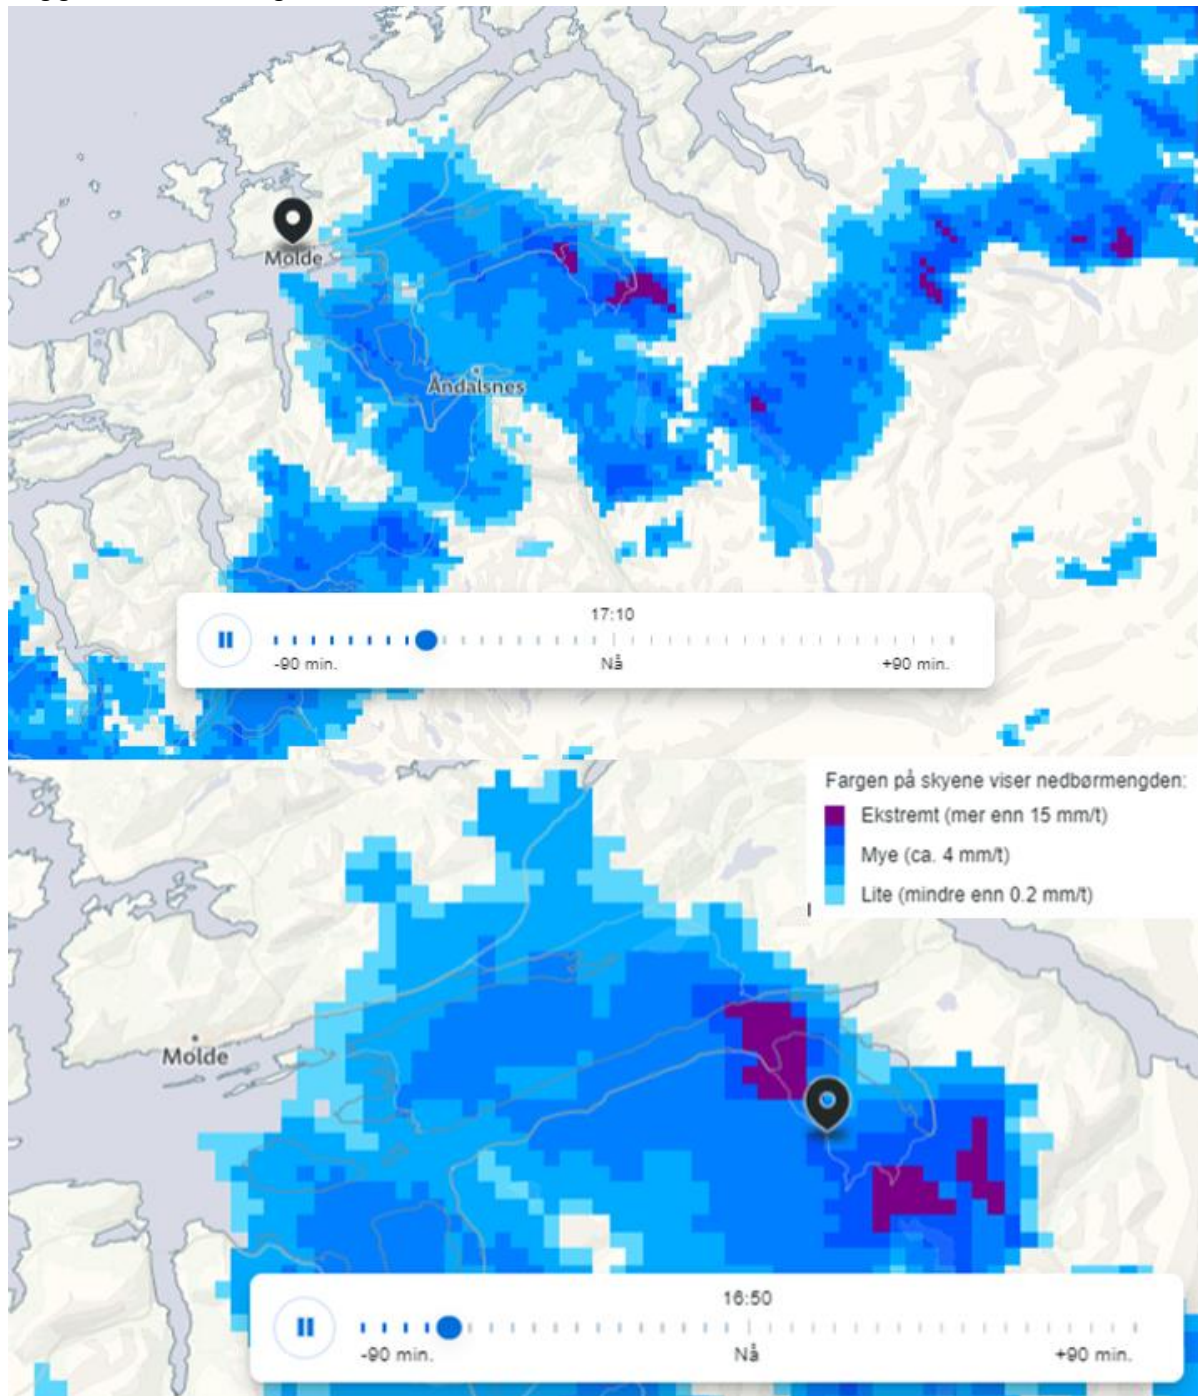 Molde
Åndalsnes
17:10
-90 min.
Nå
+90 min.
Fargen på skyene viser nedbørmengden:
Ekstremt (mer enn 15 mm/t)
Mye (ca. 4 mm/t)
Lite (mindre enn 0.2 mm/t)
Molde
16:50
-90 min.
Nå
+90 min.